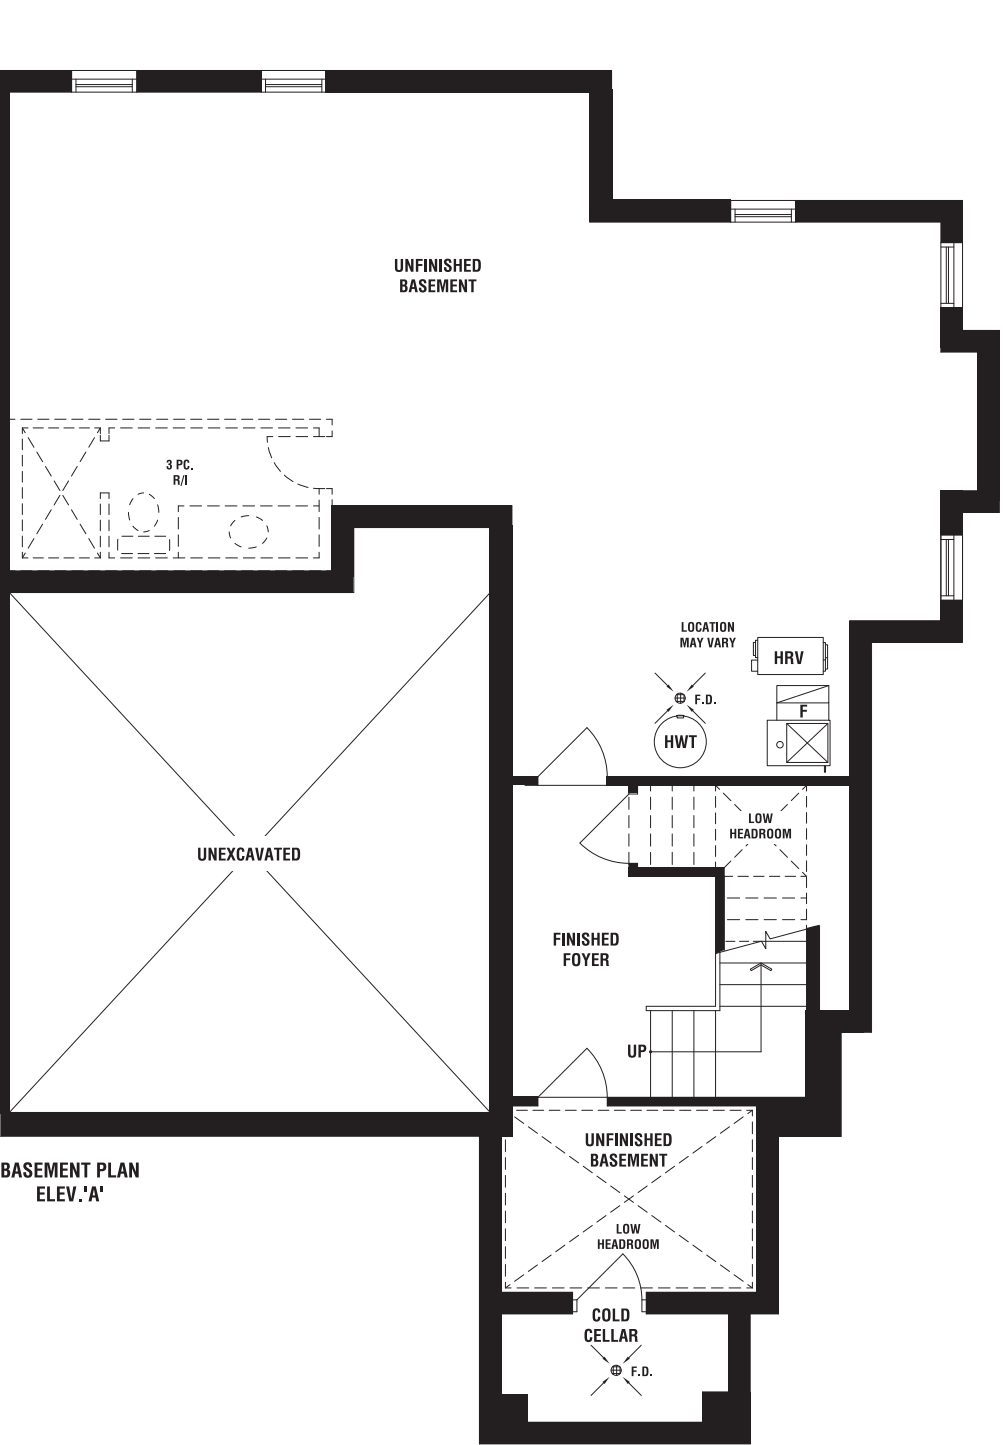 UNFINISHED
BASEMENT
3 PC.
R/I
LOCATION
MAY VARY
HRV
F.D.
F
HWT
LOW
HEADROOM
UNEXCAVATED
FINISHED
FOYER
UP
UNFINISHED
BASEMENT
BASEMENT PLAN
ELEV.'A'
LOW
HEADROOM
COLD
CELLAR
F.D.